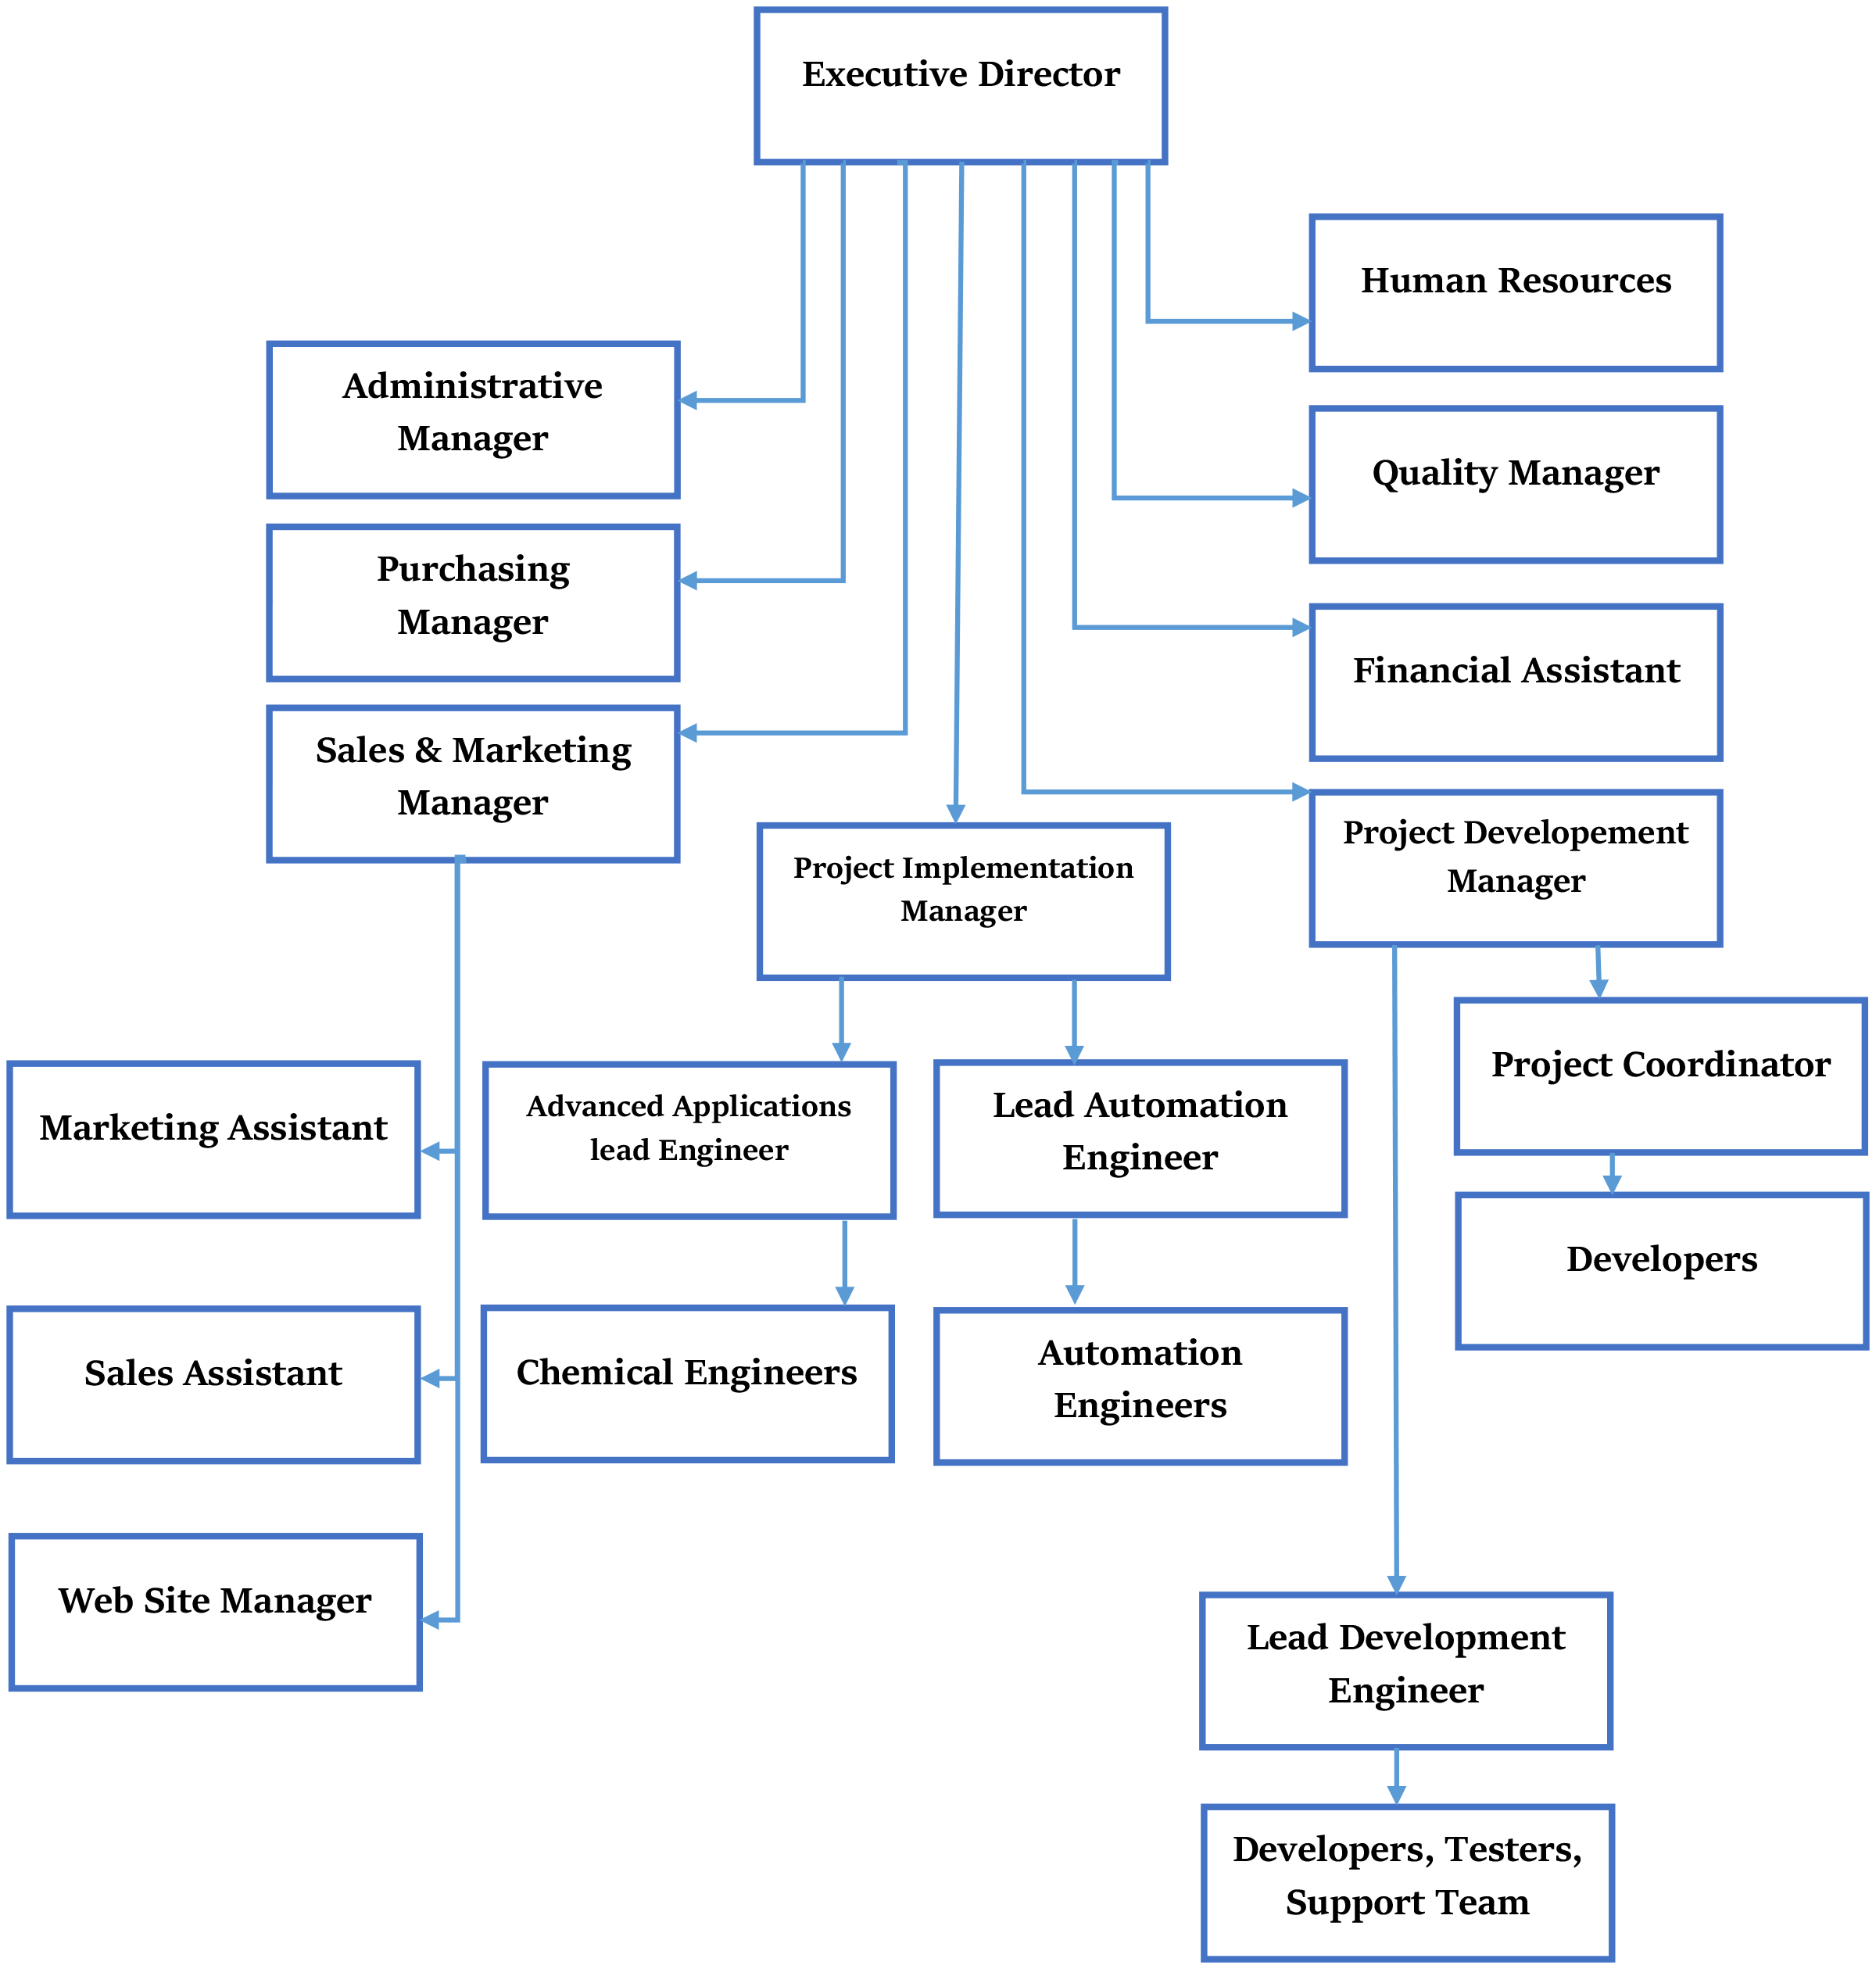 Executive Director
Human Resources
Administrative
Manager
Quality Manager
Purchasing
Manager
Financial Assistant
Sales & Marketing
Manager
Project Implementation
Manager
Project Developement
Manager
Project Coordinator
Marketing Assistant
Advanced Applications
lead Engineer
Lead Automation
Engineer
Developers
Sales Assistant
Chemical Engineers
Automation
Engineers
Web Site Manager
Lead Development
Engineer
Developers, Testers,
Support Team